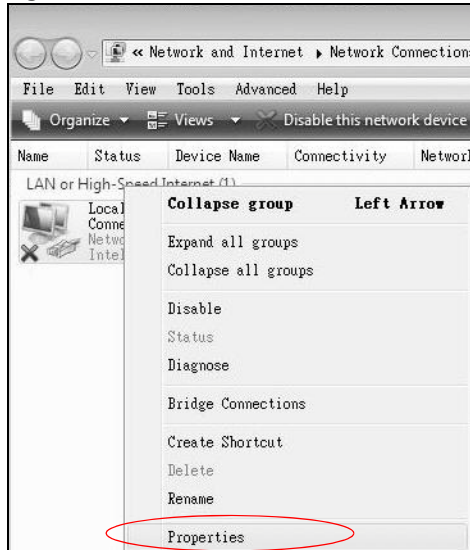 « Network and Internet ▸ Network Connections
File Edit View Tools Advanced Help
Organize Views Disable this network device
Name Status Device Name Connectivity Networ
LAN or High-Speed Internet (1)
Local
Conne
Netwo
Intel
Collapse group Left Arrow
Expand all groups
Collapse all groups
Disable
Status
Diagnose
Bridge Connections
Create Shortcut
Delete
Rename
Properties